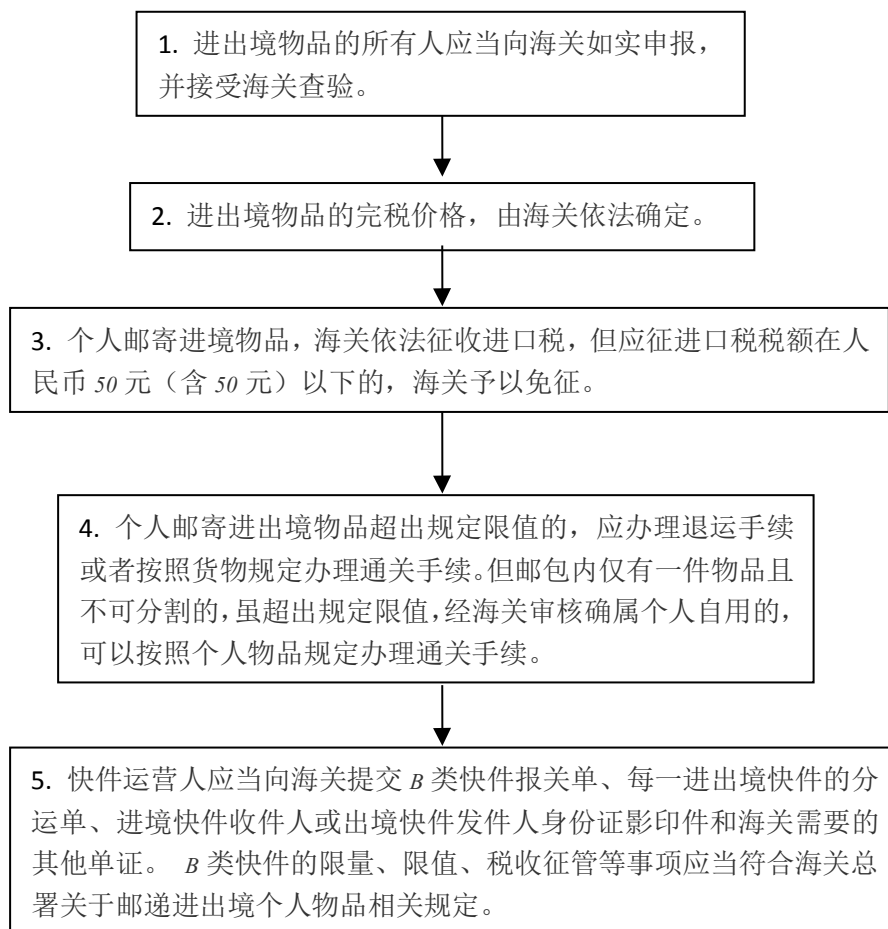 1. 进出境物品的所有人应当向海关如实申报，
并接受海关查验。
2. 进出境物品的完税价格，由海关依法确定。
3. 个人邮寄进境物品，海关依法征收进口税，但应征进口税税额在人
民币 50 元（含 50 元）以下的，海关予以免征。
4. 个人邮寄进出境物品超出规定限值的，应办理退运手续
或者按照货物规定办理通关手续。但邮包内仅有一件物品且
不可分割的，虽超出规定限值，经海关审核确属个人自用的，
可以按照个人物品规定办理通关手续。
5. 快件运营人应当向海关提交 B 类快件报关单、每一进出境快件的分
运单、进境快件收件人或出境快件发件人身份证影印件和海关需要的
其他单证。 B 类快件的限量、限值、税收征管等事项应当符合海关总
署关于邮递进出境个人物品相关规定。